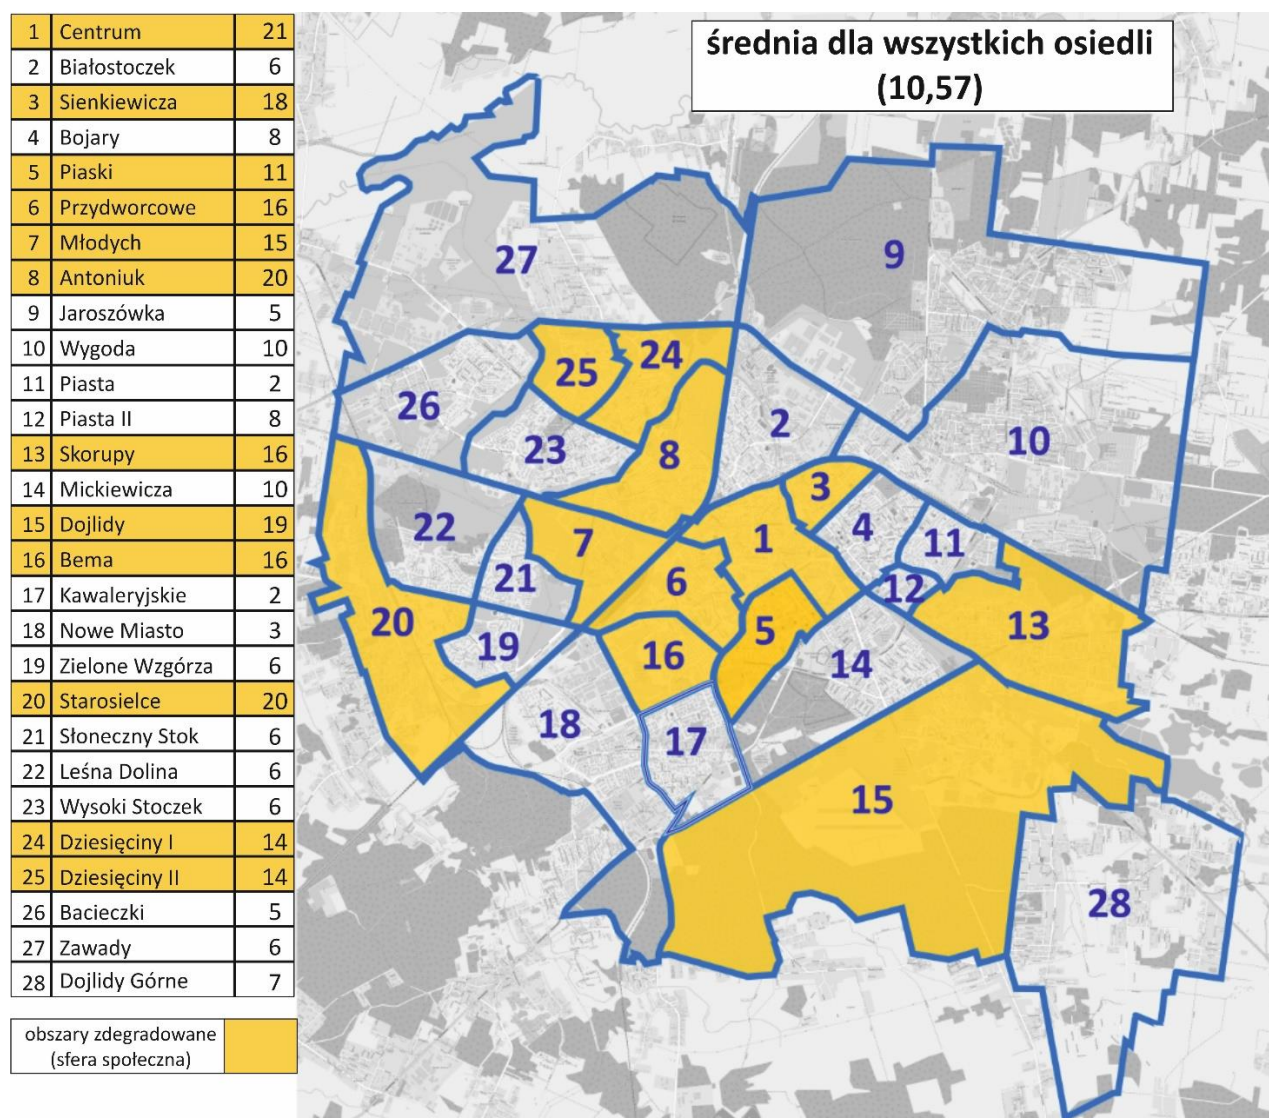 1 Centrum 21
2 Białostoczek 6
3 Sienkiewicza 18
4 Bojary 8
5 Piaski 11
6 Przydworcowe 16
7 Młodych 15
8 Antoniuk 20
9 Jaroszówka 5
10 Wygoda 10
11 Piasta 2
12 Piasta II 8
13 Skorupy 16
14 Mickiewicza 10
15 Dojlidy 19
16 Bema 16
17 Kawaleryjskie 2
18 Nowe Miasto 3
19 Zielone Wzgórza 6
20 Starosielce 20
21 Słoneczny Stok 6
22 Leśna Dolina 6
23 Wysoki Stoczek 6
24 Dziesięciny I 14
25 Dziesięciny II 14
26 Bacieczki 5
27 Zawady 6
28 Dojlidy Górne 7
obszary zdegradowane
(sfera społeczna)
średnia dla wszystkich osiedli
(10,57)
27
9
24
25
26
2
23
10
8
3
22
4
1
7
11
21
12
6
20
5
13
19
16
14
18
17
15
28